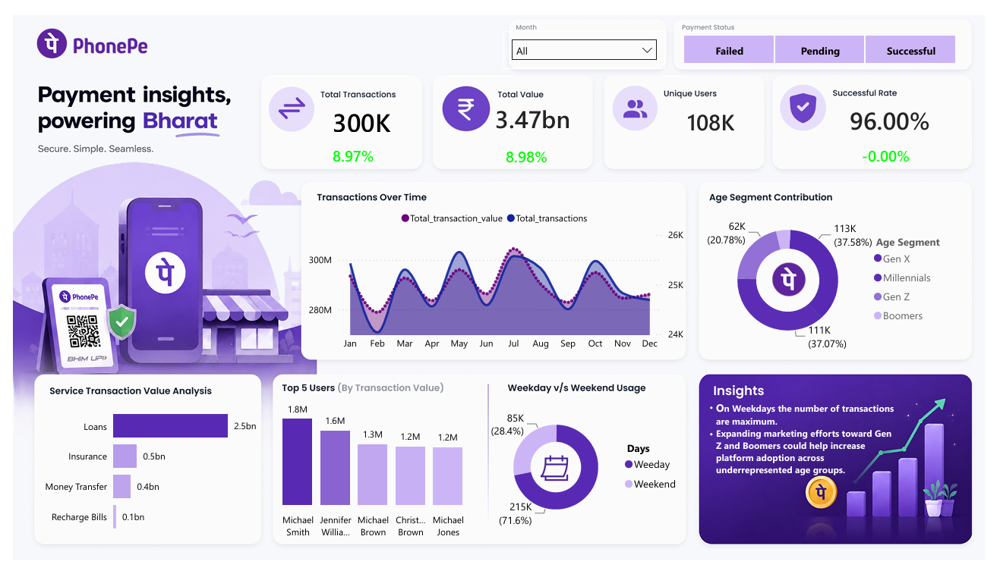 पे PhonePe
Month
All
Payment Status
Failed
Pending
Successful
Payment insights,
powering Bharat
Secure. Simple. Seamless.
Total Transactions
300K
8.97%
₹
Total Value
3.47bn
8.98%
Unique Users
108K
Successful Rate
96.00%
-0.00%
पे
पे PhonePe
BHIM UPI
Transactions Over Time
Total_transaction_value Total_transactions
300M
280M
26K
25K
24K
Jan Feb Mar Apr May Jun Jul Aug Sep Oct Nov Dec
Age Segment Contribution
62K
(20.78%)
113K
(37.58%)
111K
(37.07%)
पे
Age Segment
Gen X
Millennials
Gen Z
Boomers
Service Transaction Value Analysis
Loans 2.5bn
Insurance 0.5bn
Money Transfer 0.4bn
Recharge Bills 0.1bn
Top 5 Users (By Transaction Value)
1.8M
1.6M
1.3M
1.2M
1.2M
Michael Jennifer Michael Christ... Michael
Smith Willia... Brown Brown Jones
Weekday v/s Weekend Usage
85K
(28.4%)
215K
(71.6%)
Days
Weeday
Weekend
Insights
• On Weekdays the number of transactions
are maximum.
• Expanding marketing efforts toward Gen
Z and Boomers could help increase
platform adoption across
underrepresented age groups.
पे